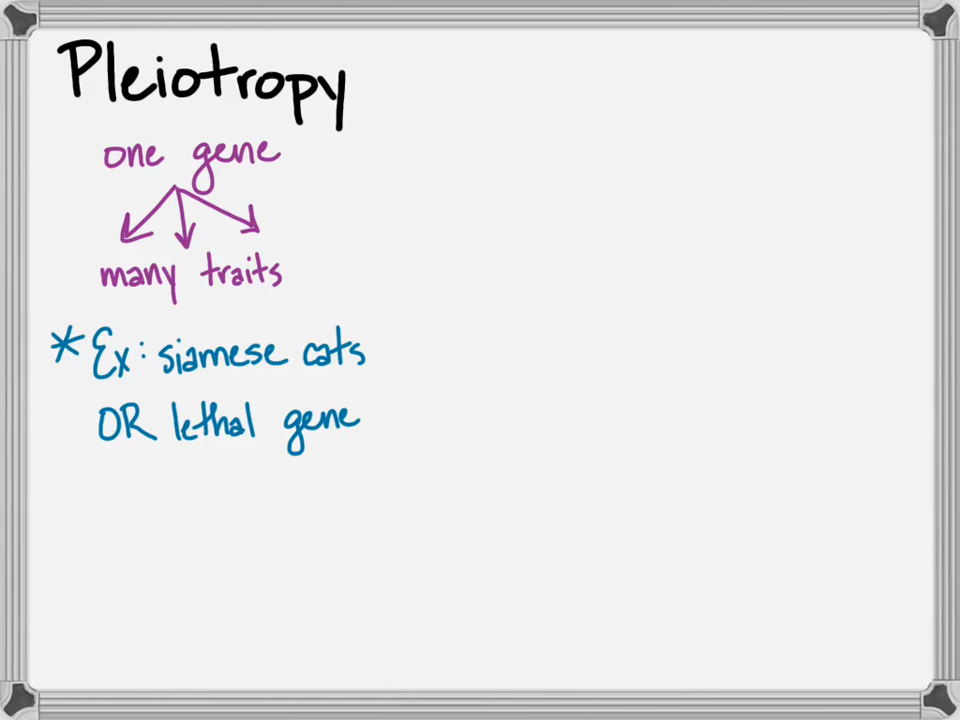 Pleiotropy
one gene
many traits
* Ex: siamese cats
OR lethal gene